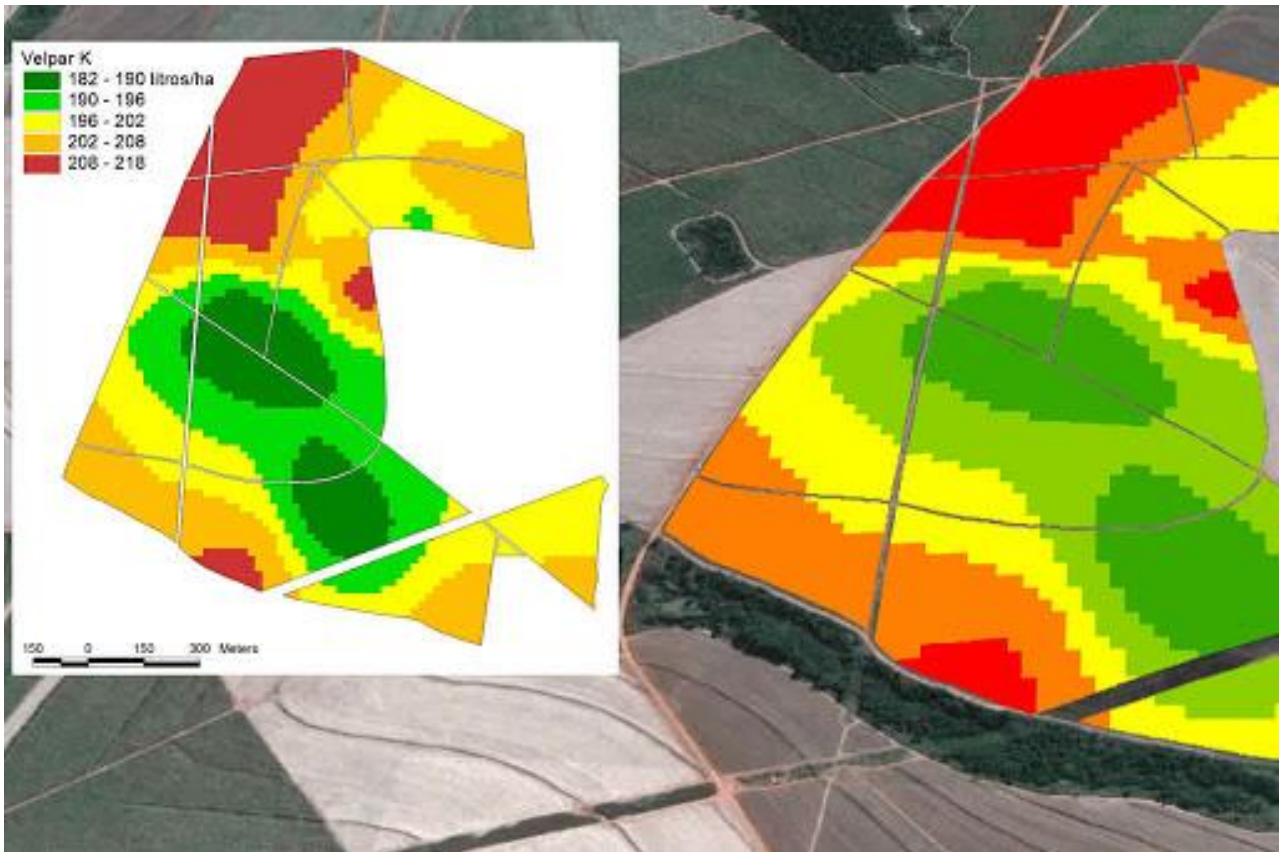 Velpar K
182 - 190 litros/ha
190 - 196
196 - 202
202 - 208
208 - 218
150 0 150 300 Meters